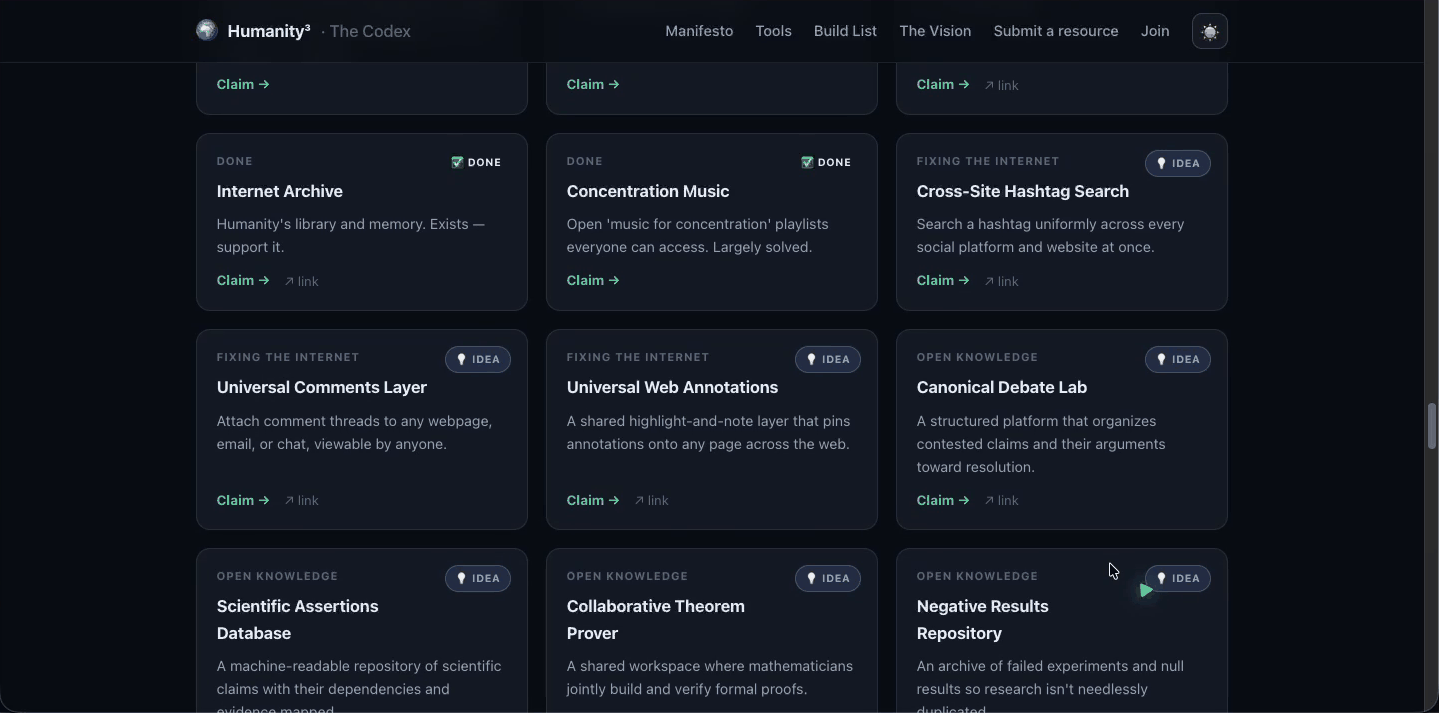 Humanity³ · The Codex
Manifesto Tools Build List The Vision Submit a resource Join
Claim →
Claim →
Claim → ↗ link
DONE
✅ DONE
Internet Archive
Humanity's library and memory. Exists —
support it.
Claim → ↗ link
DONE
✅ DONE
Concentration Music
Open 'music for concentration' playlists
everyone can access. Largely solved.
Claim →
FIXING THE INTERNET
💡 IDEA
Cross-Site Hashtag Search
Search a hashtag uniformly across every
social platform and website at once.
Claim → ↗ link
FIXING THE INTERNET
💡 IDEA
Universal Comments Layer
Attach comment threads to any webpage,
email, or chat, viewable by anyone.
Claim → ↗ link
FIXING THE INTERNET
💡 IDEA
Universal Web Annotations
A shared highlight-and-note layer that pins
annotations onto any page across the web.
Claim → ↗ link
OPEN KNOWLEDGE
💡 IDEA
Canonical Debate Lab
A structured platform that organizes
contested claims and their arguments
toward resolution.
Claim → ↗ link
OPEN KNOWLEDGE
💡 IDEA
Scientific Assertions
Database
A machine-readable repository of scientific
claims with their dependencies and
evidence mapped.
OPEN KNOWLEDGE
💡 IDEA
Collaborative Theorem
Prover
A shared workspace where mathematicians
jointly build and verify formal proofs.
OPEN KNOWLEDGE
💡 IDEA
Negative Results
Repository
An archive of failed experiments and null
results so research isn't needlessly
duplicated.